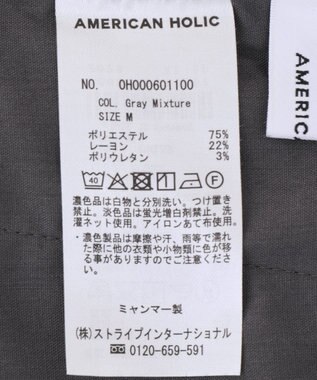 AMERICAN HOLIC
NO. 0H000601100
COL. Gray Mixture
SIZE M
ポリエステル 75%
レーヨン 22%
ポリウレタン 3%
40
濃色品は白物と分別洗い。つけ置き
禁止。淡色品は蛍光増白剤禁止。洗
濯ネット使用。アイロンあて布使用。
・濃色製品は摩擦や汗、雨等で濡れ
た際に他の衣類や小物類に色が移
る事がありますのでご注意くださ
い。
ミャンマー製
(株)ストライプインターナショナル
0120-659-591
AMERICAN